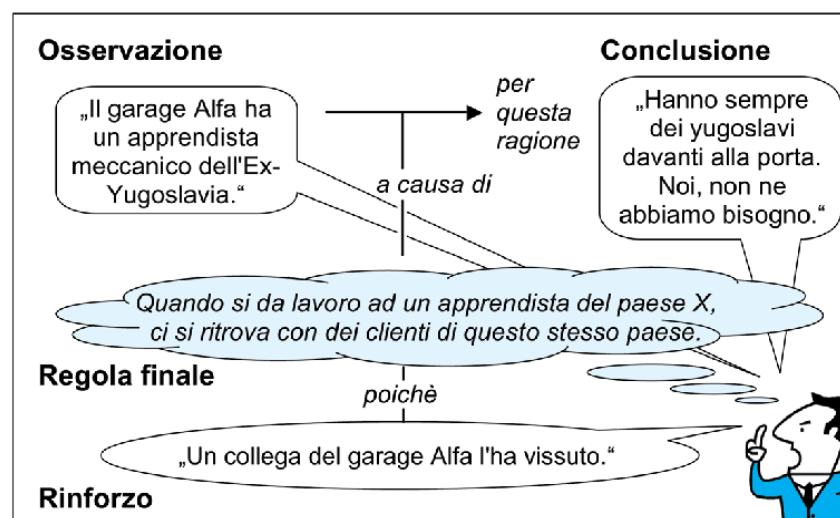 Osservazione
Conclusione
„Il garage Alfa ha
un apprendista
meccanico dell'Ex-
Yugoslavia.“
per
questa
ragione
„Hanno sempre
dei yugoslavi
davanti alla porta.
Noi, non ne
abbiamo bisogno.“
a causa di
Quando si da lavoro ad un apprendista del paese X,
ci si ritrova con dei clienti di questo stesso paese.
Regola finale
poichè
„Un collega del garage Alfa l'ha vissuto.“
Rinforzo